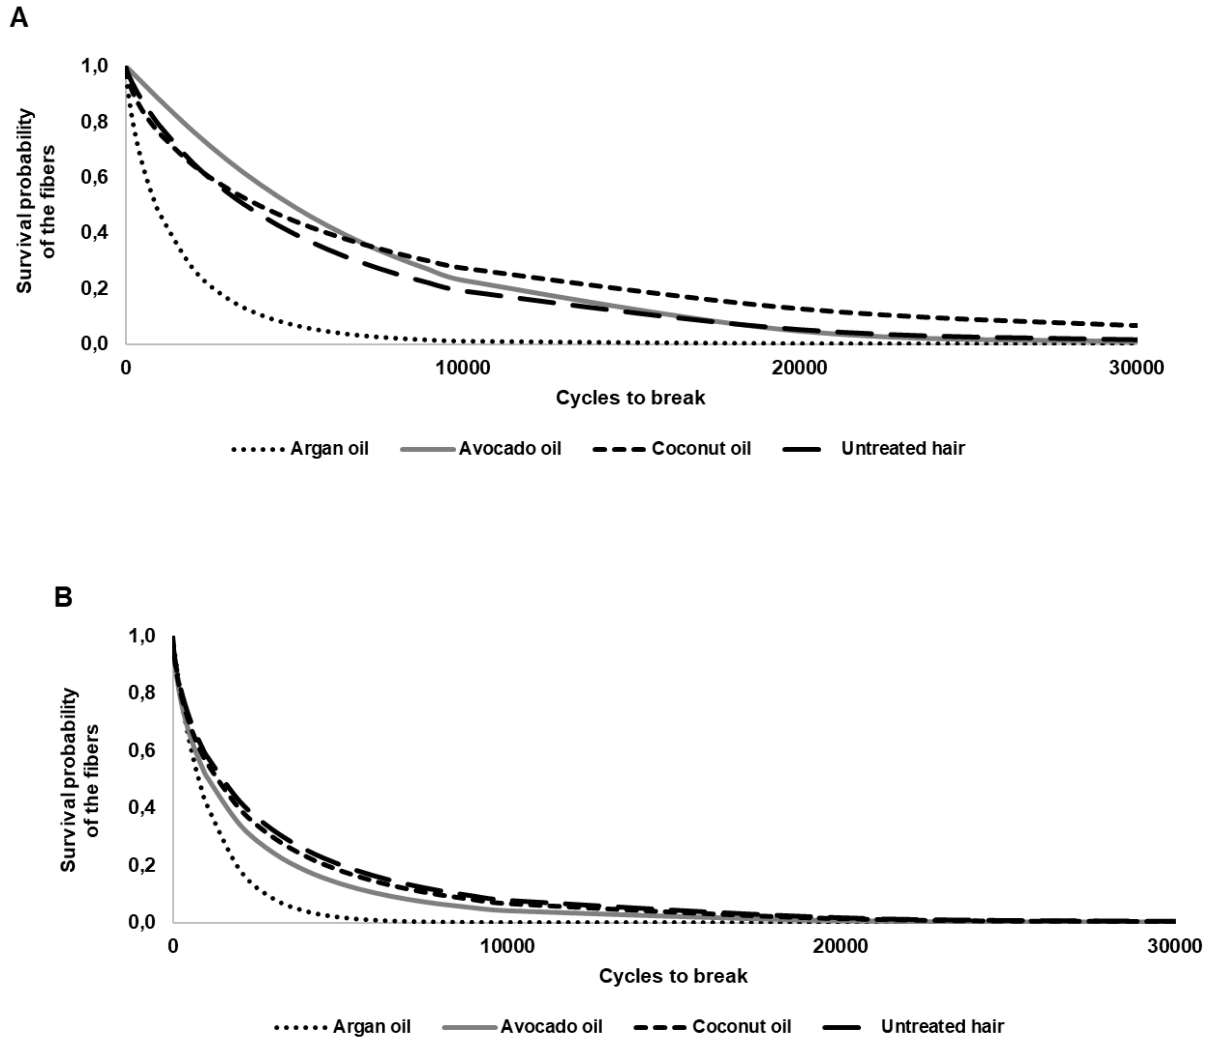 A
1,0
0,8
0,6
0,4
0,2
0,0
Survival probability
of the fibers
0 10000 20000 30000
Cycles to break
Argan oil Avocado oil Coconut oil Untreated hair
B
1,0
0,8
0,6
0,4
0,2
0,0
Survival probability
of the fibers
0 10000 20000 30000
Cycles to break
Argan oil Avocado oil Coconut oil Untreated hair